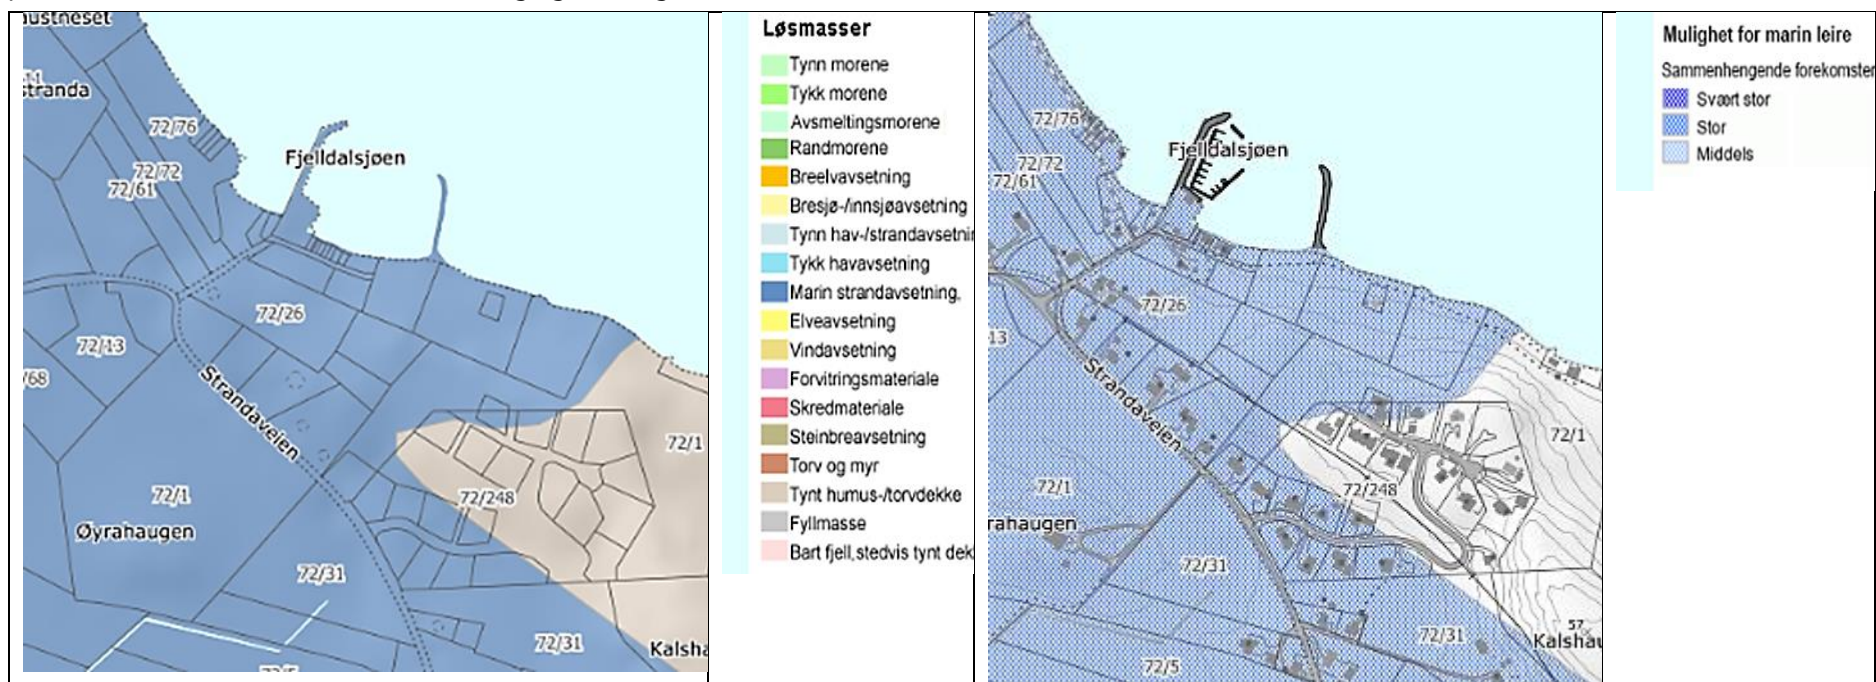 austneset
stranda
72/76
72/72
72/61
Fjelldalsjøen
72/26
72/13
/68
Strandaveien
72/1
72/248
72/1
Øyrahaugen
72/31
72/31
Kalsha
Løsmasser
Tynn morene
Tykk morene
Avsmeltingsmorene
Randmorene
Breelvavsetning
Bresjø-/innsjøavsetning
Tynn hav-/strandavsetnin
Tykk havavsetning
Marin strandavsetning,
Elveavsetning
Vindavsetning
Forvitringsmateriale
Skredmateriale
Steinbreavsetning
Torv og myr
Tynt humus-/torvdekke
Fyllmasse
Bart fjell,stedvis tynt dek
72/76
Fjelldalsjøen
72/72
72/61
72/26
13
Strandaveien
72/1
72/248
72/1
rahaugen
72/31
57
72/31
Kalshau
72/5
Mulighet for marin leire
Sammenhengende forekomster
Svært stor
Stor
Middels